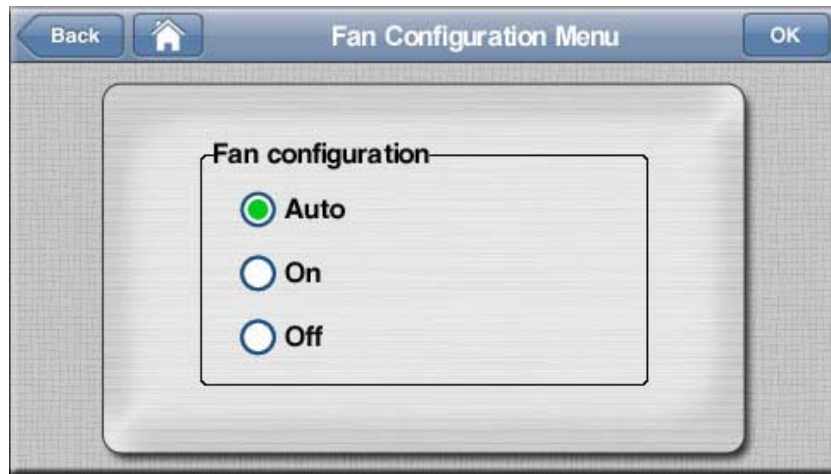 Back
Fan Configuration Menu
OK
Fan configuration
Auto
On
Off